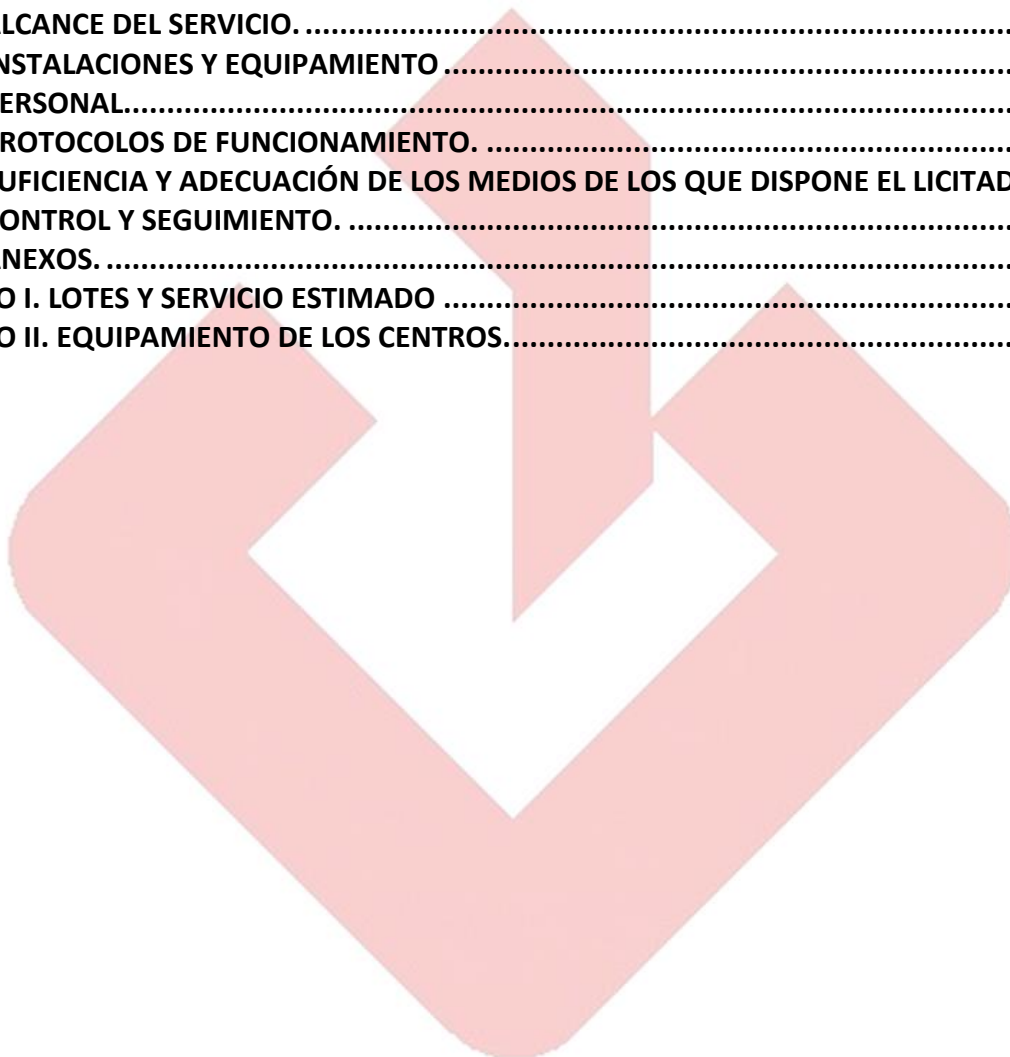 LCANCE DEL SERVICIO. ...............................................................................................
NSTALACIONES Y EQUIPAMIENTO ...........................................................................
ERSONAL..................................................................................................................
ROTOCOLOS DE FUNCIONAMIENTO. .....................................................................
UFICIENCIA Y ADECUACIÓN DE LOS MEDIOS DE LOS QUE DISPONE EL LICITAD
ONTROL Y SEGUIMIENTO. ........................................................................................
NEXOS. .....................................................................................................................
O I. LOTES Y SERVICIO ESTIMADO ..........................................................................
O II. EQUIPAMIENTO DE LOS CENTROS.................................................................